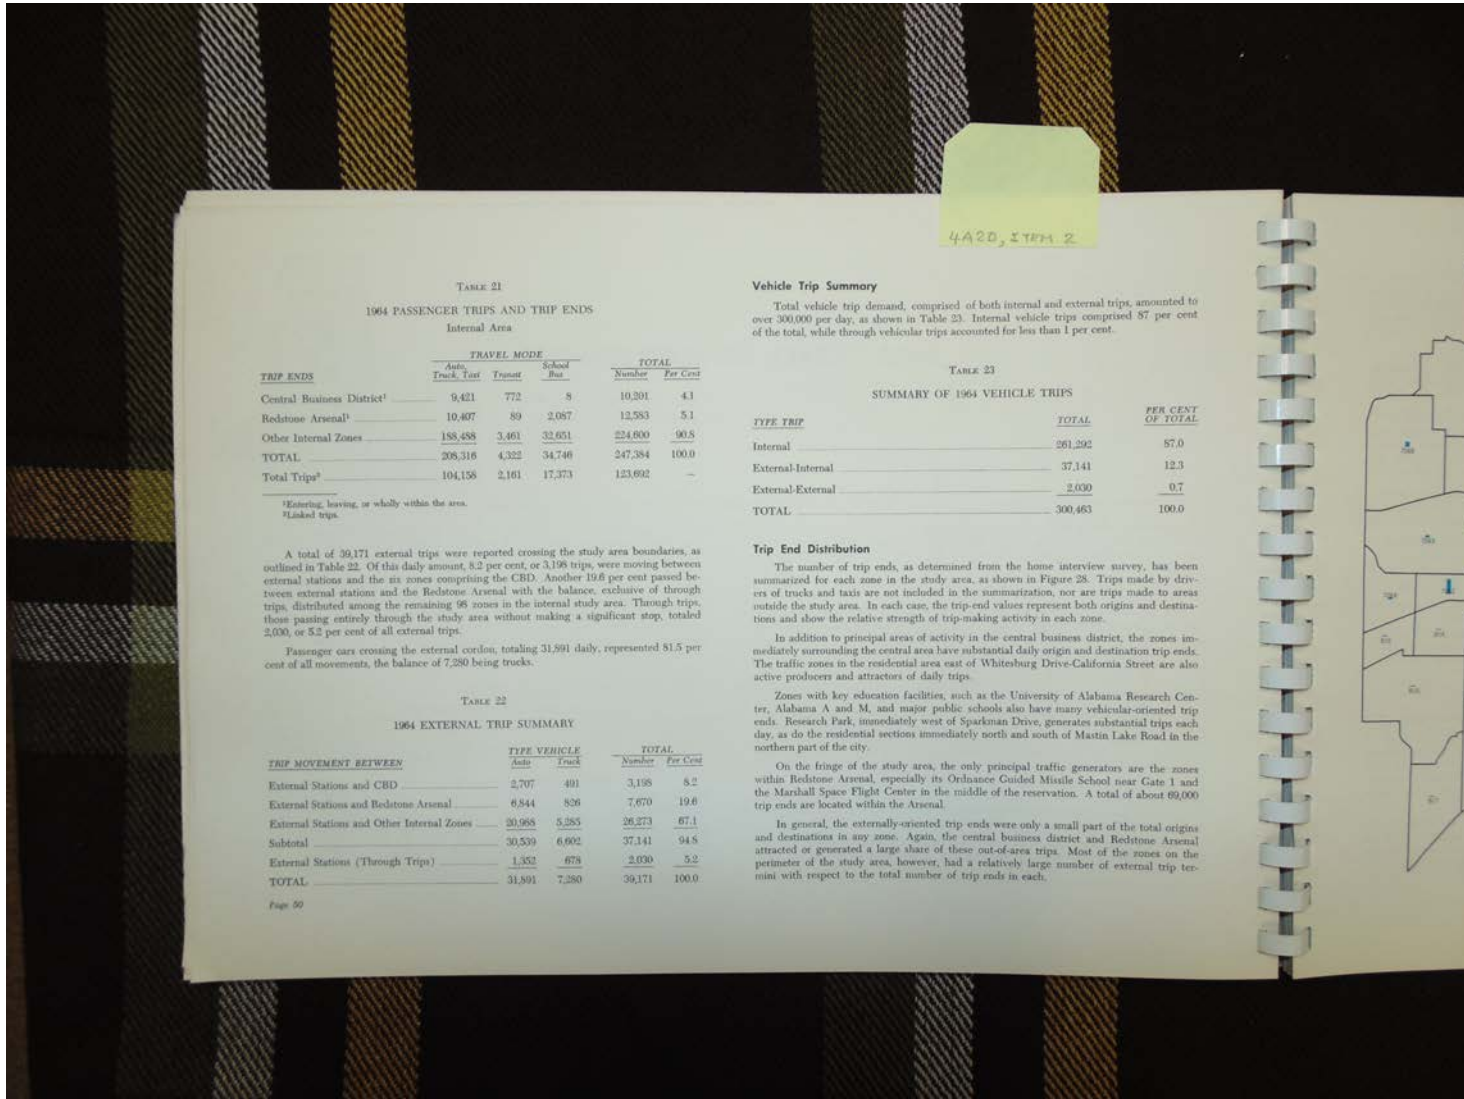 4A2D, ITEM 2
TABLE 21
1964 PASSENGER TRIPS AND TRIP ENDS
Internal Area
TRAVEL MODE TOTAL
TRIP ENDS Auto, Truck, Taxi Transit School Bus Number Per Cent
Central Business District¹ 9,421 772 8 10,201 4.1
Redstone Arsenal¹ 10,407 89 2,087 12,583 5.1
Other Internal Zones 188,488 3,461 32,651 224,600 90.8
TOTAL 208,316 4,322 34,746 247,384 100.0
Total Trips² 104,158 2,161 17,373 123,692 —
¹Entering, leaving, or wholly within the area.
²Linked trips.
A total of 39,171 external trips were reported crossing the study area boundaries, as
outlined in Table 22. Of this daily amount, 8.2 per cent, or 3,198 trips, were moving between
external stations and the six zones comprising the CBD. Another 19.6 per cent passed be-
tween external stations and the Redstone Arsenal with the balance, exclusive of through
trips, distributed among the remaining 98 zones in the internal study area. Through trips,
those passing entirely through the study area without making a significant stop, totaled
2,030, or 5.2 per cent of all external trips.
Passenger cars crossing the external cordon, totaling 31,891 daily, represented 81.5 per
cent of all movements, the balance of 7,280 being trucks.
TABLE 22
1964 EXTERNAL TRIP SUMMARY
TYPE VEHICLE TOTAL
TRIP MOVEMENT BETWEEN Auto Truck Number Per Cent
External Stations and CBD 2,707 491 3,198 8.2
External Stations and Redstone Arsenal 6,844 826 7,670 19.6
External Stations and Other Internal Zones 20,988 5,285 26,273 67.1
Subtotal 30,539 6,602 37,141 94.8
External Stations (Through Trips) 1,352 678 2,030 5.2
TOTAL 31,891 7,280 39,171 100.0
Page 50
Vehicle Trip Summary
Total vehicle trip demand, comprised of both internal and external trips, amounted to
over 300,000 per day, as shown in Table 23. Internal vehicle trips comprised 87 per cent
of the total, while through vehicular trips accounted for less than 1 per cent.
TABLE 23
SUMMARY OF 1964 VEHICLE TRIPS
TYPE TRIP TOTAL PER CENT OF TOTAL
Internal 261,292 87.0
External-Internal 37,141 12.3
External-External 2,030 0.7
TOTAL 300,463 100.0
Trip End Distribution
The number of trip ends, as determined from the home interview survey, has been
summarized for each zone in the study area, as shown in Figure 28. Trips made by driv-
ers of trucks and taxis are not included in the summarization, nor are trips made to areas
outside the study area. In each case, the trip-end values represent both origins and destina-
tions and show the relative strength of trip-making activity in each zone.
In addition to principal areas of activity in the central business district, the zones im-
mediately surrounding the central area have substantial daily origin and destination trip ends.
The traffic zones in the residential area east of Whitesburg Drive-California Street are also
active producers and attractors of daily trips.
Zones with key education facilities, such as the University of Alabama Research Cen-
ter, Alabama A and M, and major public schools also have many vehicular-oriented trip
ends. Research Park, immediately west of Sparkman Drive, generates substantial trips each
day, as do the residential sections immediately north and south of Mastin Lake Road in the
northern part of the city.
On the fringe of the study area, the only principal traffic generators are the zones
within Redstone Arsenal, especially its Ordnance Guided Missile School near Gate 1 and
the Marshall Space Flight Center in the middle of the reservation. A total of about 69,000
trip ends are located within the Arsenal.
In general, the externally-oriented trip ends were only a small part of the total origins
and destinations in any zone. Again, the central business district and Redstone Arsenal
attracted or generated a large share of these out-of-area trips. Most of the zones on the
perimeter of the study area, however, had a relatively large number of external trip ter-
mini with respect to the total number of trip ends in each.